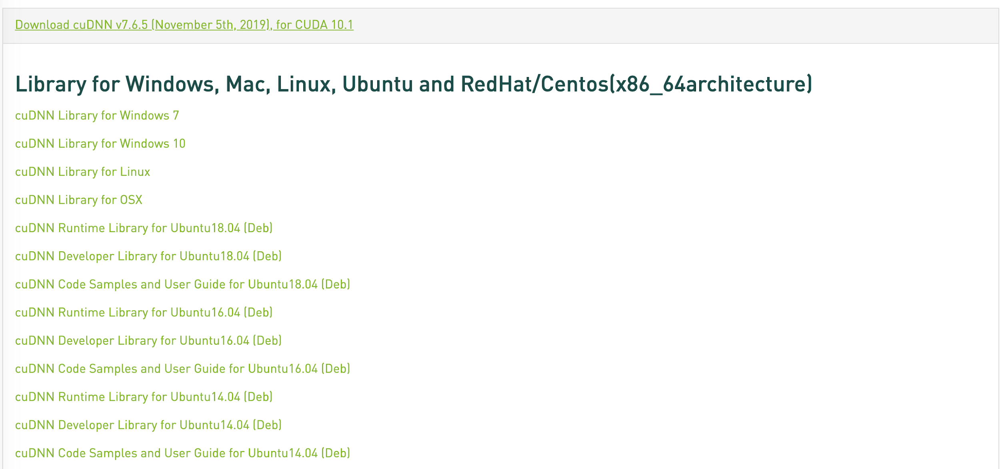 Download cuDNN v7.6.5 (November 5th, 2019), for CUDA 10.1
Library for Windows, Mac, Linux, Ubuntu and RedHat/Centos(x86_64architecture)
cuDNN Library for Windows 7
cuDNN Library for Windows 10
cuDNN Library for Linux
cuDNN Library for OSX
cuDNN Runtime Library for Ubuntu18.04 (Deb)
cuDNN Developer Library for Ubuntu18.04 (Deb)
cuDNN Code Samples and User Guide for Ubuntu18.04 (Deb)
cuDNN Runtime Library for Ubuntu16.04 (Deb)
cuDNN Developer Library for Ubuntu16.04 (Deb)
cuDNN Code Samples and User Guide for Ubuntu16.04 (Deb)
cuDNN Runtime Library for Ubuntu14.04 (Deb)
cuDNN Developer Library for Ubuntu14.04 (Deb)
cuDNN Code Samples and User Guide for Ubuntu14.04 (Deb)